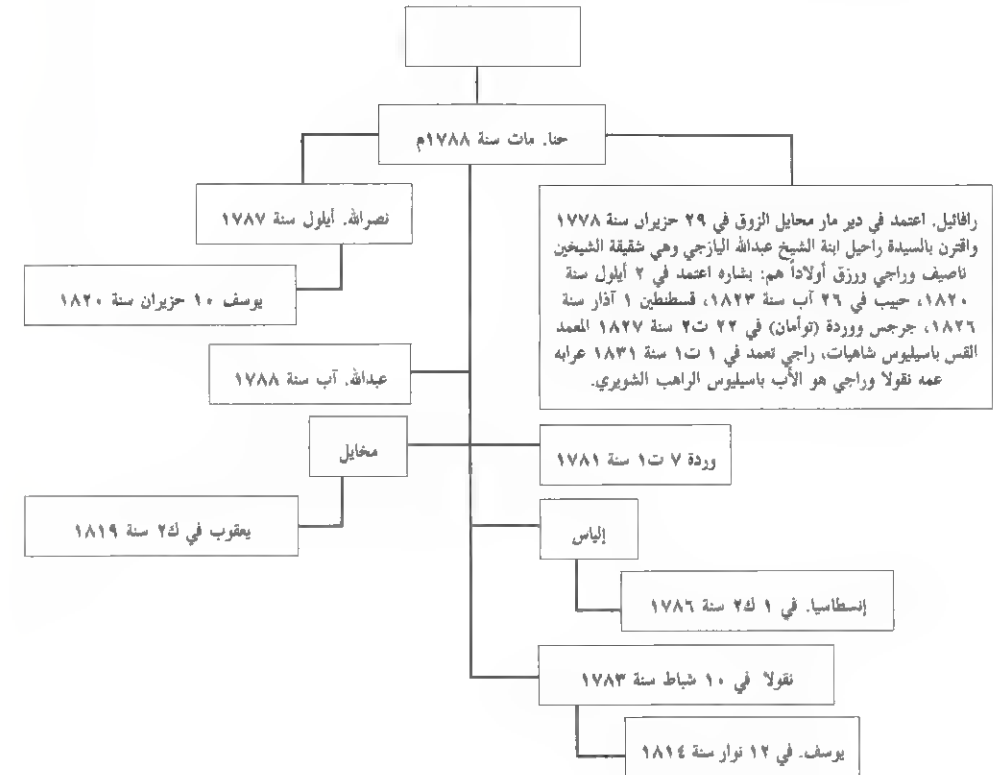 حنا. مات سنة ١٧٨٨م
رافائيل. اعتمد في دير مار محايل الزوق في ٢٩ حزيران سنة ١٧٧٨
واقترن بالسيدة راحيل ابنة الشيخ عبدالله اليازجي وهي شقيقة الشيخين
ناصيف وراجي ورزق أولاداً هم: بشاره اعتمد في ٢ أيلول سنة
١٨٢٠، حبيب في ٢٦ آب سنة ١٨٢٣، قسطنطين ١ آذار سنة
١٨٢٦، جرجس ووردة (توأمان) في ٢٢ ت٢ سنة ١٨٢٧ المعمد
القس باسيليوس شاهيات، راجي تعمد في ١ ت١ سنة ١٨٣١ عرابه
عمه نقولا وراجي هو الأب باسيليوس الراهب الشويري.
نصرالله. أيلول سنة ١٧٨٧
يوسف ١٠ حزيران سنة ١٨٢٠
عبدالله. آب سنة ١٧٨٨
وردة ٧ ت١ سنة ١٧٨١
مخايل
يعقوب في ك٢ سنة ١٨١٩
إلياس
إنسطاسيا. في ١ ك٢ سنة ١٧٨٦
نقولا في ١٠ شباط سنة ١٧٨٣
يوسف. في ١٢ نوار سنة ١٨١٤